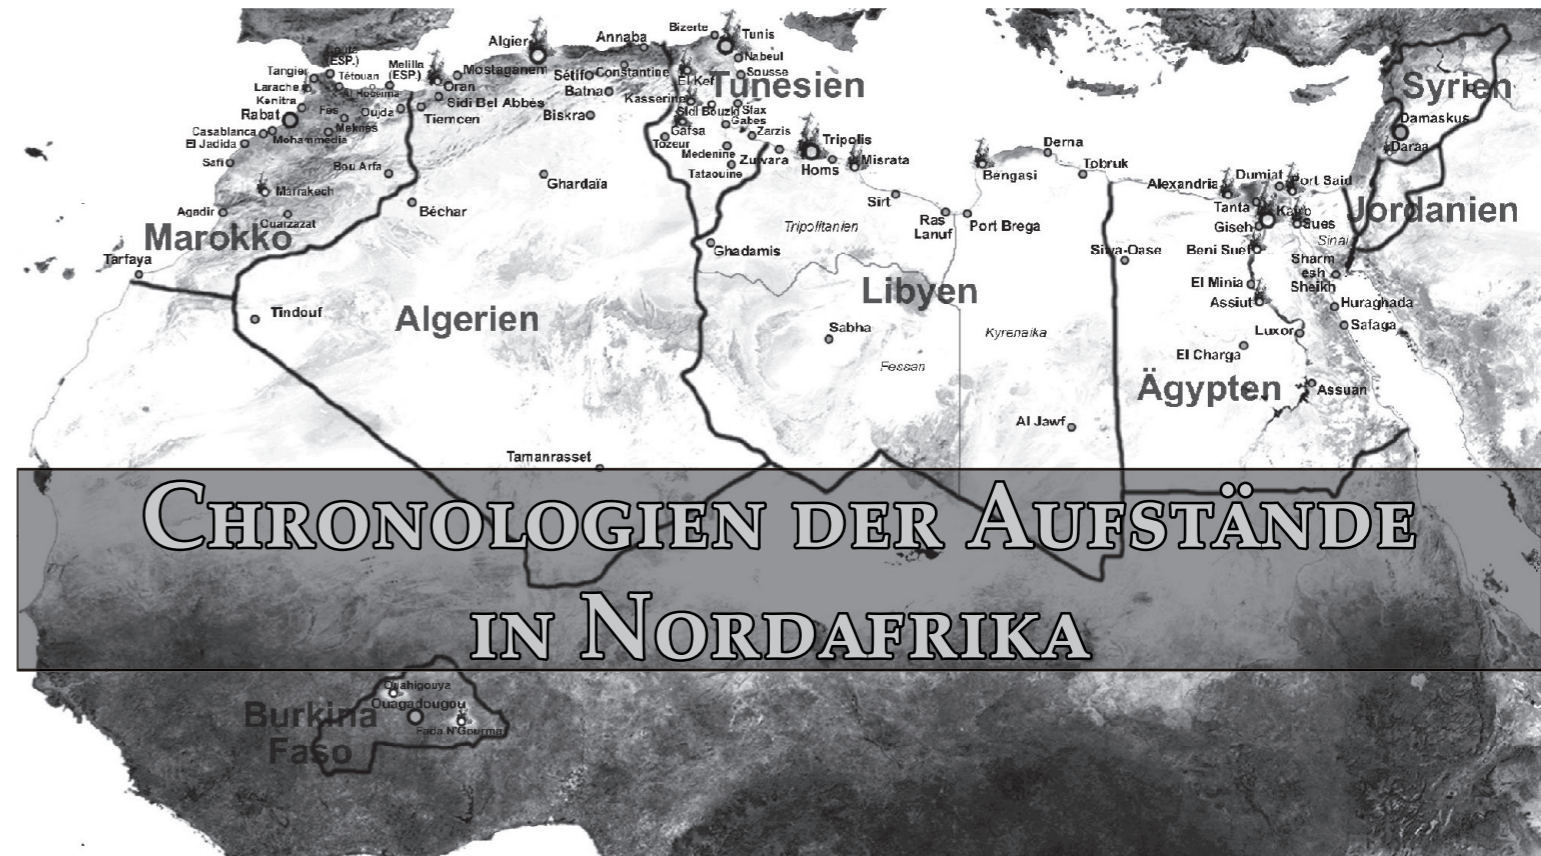 Bizerte
Tunis
Annaba
Algier
Nabeul
(ESP.)
Melilla
(ESP.)
Tangier
Tétouan
Mostaganem
Sétif
Constantine
El Kef
Sousse
Tunesien
Syrien
Larache
Al Hoceima
Oran
Batna
Kenitra
Sidi Bel Abbès
Kasserine
Rabat
Fès
Oujda
Tlemcen
Biskra
Sidi Bouzid
Sfax
Gabes
Damaskus
Casablanca
Meknes
Mohammedia
Gafsa
Zarzis
Tripolis
Derna
Daraa
El Jadida
Tozeur
Medenine
Zuwara
Misrata
Safi
Bou Arfa
Tataouine
Homs
Bengasi
Tobruk
Ghardaïa
Alexandria
Dumiat
Port Said
Marrakech
Sirt
Tanta
Kairo
Jordanien
Agadir
Béchar
Ras
Lanuf
Port Brega
Giseh
Sues
Ouarzazat
Tripolitanien
Sinai
Marokko
Ghadamis
Siwa-Oase
Beni Suef
Tarfaya
Sharm
esh
Sheikh
Libyen
El Minia
Assiut
Huraghada
Tindouf
Algerien
Sabha
Kyrenaika
Luxor
Safaga
Fessan
El Charga
Ägypten
Assuan
Al Jawf
Tamanrasset
Chronologien der Aufstände
in Nordafrika
Ouahigouya
Ouagadougou
Burkina
Faso
Fada N'Gourma